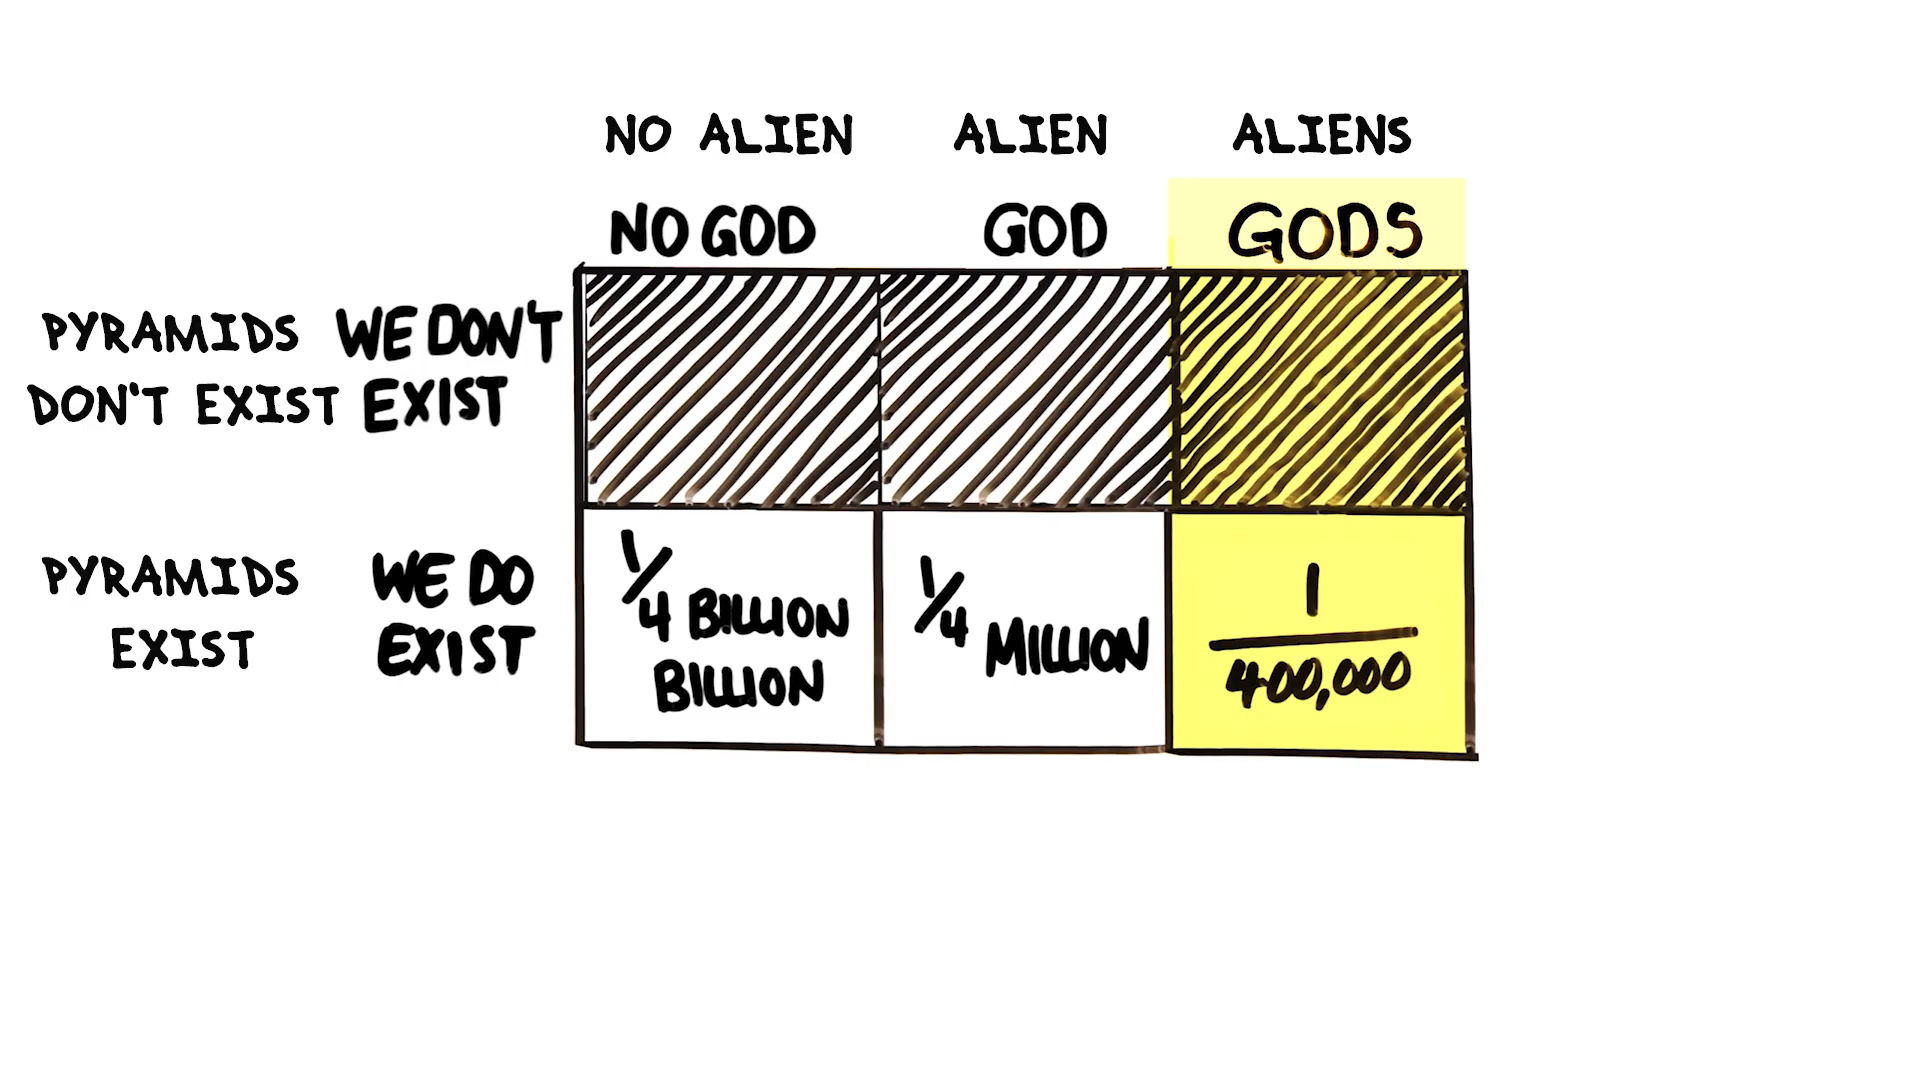 NO ALIEN ALIEN ALIENS
NO GOD GOD GODS
PYRAMIDS WE DON'T
DON'T EXIST EXIST
1/4 BILLION
BILLION
1/4 MILLION
1
400,000
PYRAMIDS WE DO
EXIST EXIST